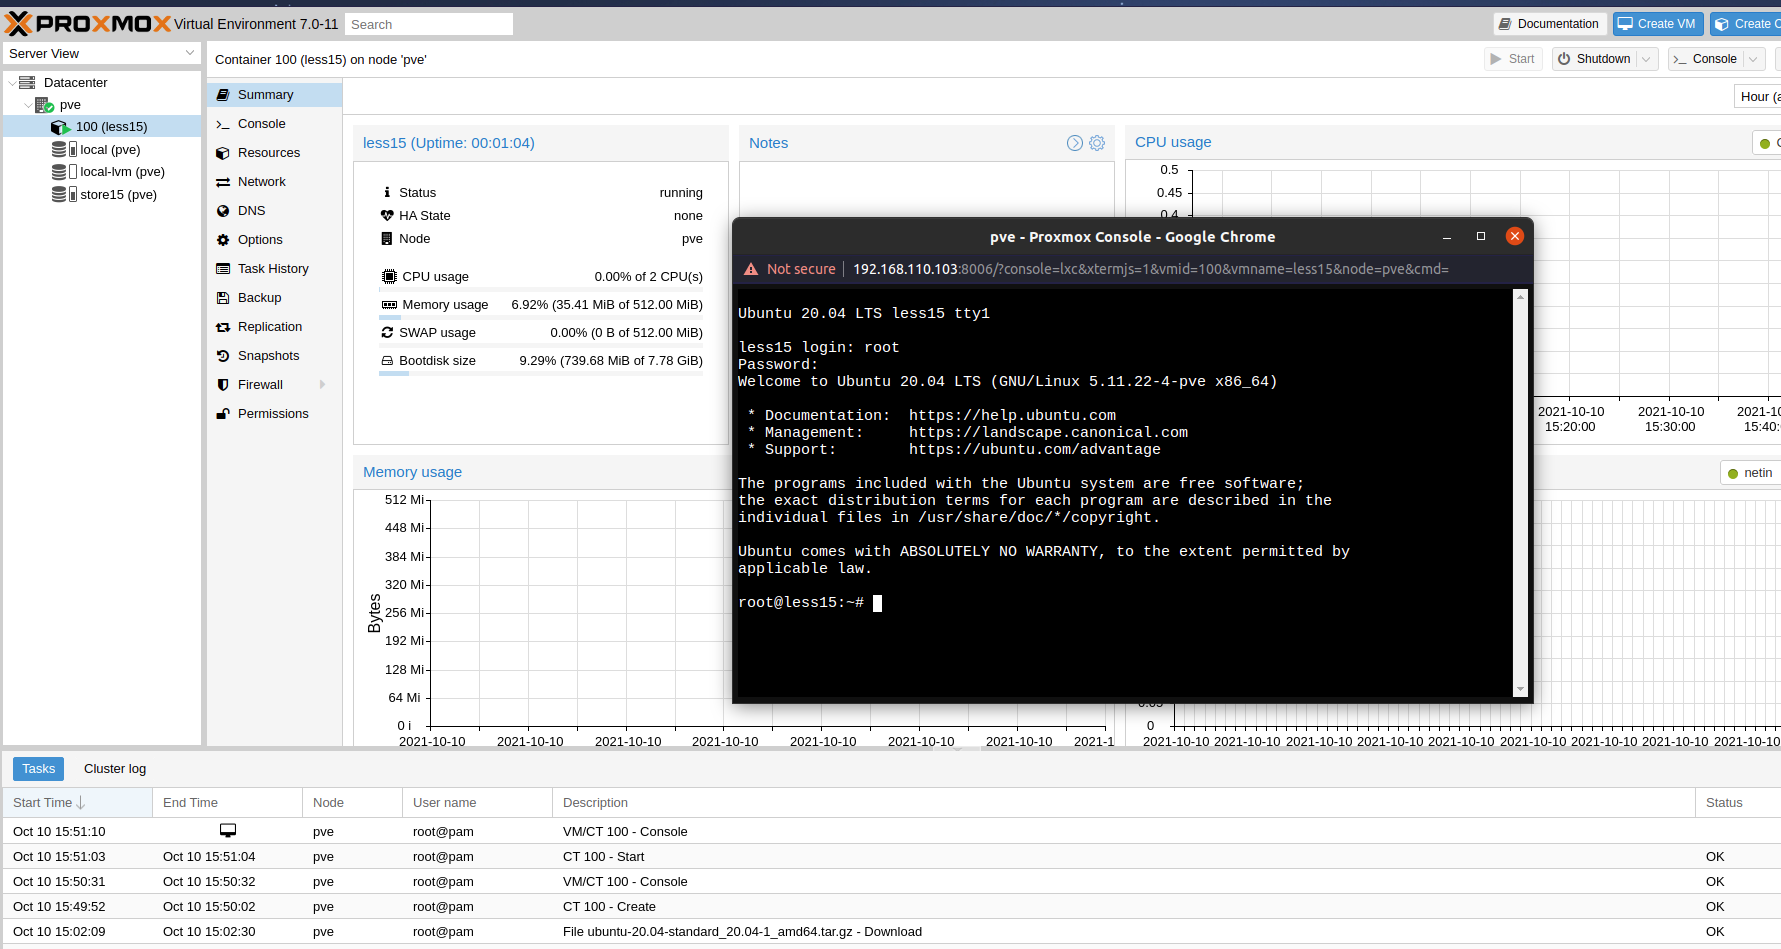 PROXMOX Virtual Environment 7.0-11 Search Documentation Create VM Create
Server View
Datacenter
pve
100 (less15)
local (pve)
local-lvm (pve)
store15 (pve)
Container 100 (less15) on node 'pve' Start Shutdown Console
Summary
Console
Resources
Network
DNS
Options
Task History
Backup
Replication
Snapshots
Firewall
Permissions
Hour (a
less15 (Uptime: 00:01:04)
Status running
HA State none
Node pve
CPU usage 0.00% of 2 CPU(s)
Memory usage 6.92% (35.41 MiB of 512.00 MiB)
SWAP usage 0.00% (0 B of 512.00 MiB)
Bootdisk size 9.29% (739.68 MiB of 7.78 GiB)
Notes
CPU usage
0.5
0.45
0.4
2021-10-10 2021-10-10 2021-10
15:20:00 15:30:00 15:40:
pve - Proxmox Console - Google Chrome
Not secure 192.168.110.103:8006/?console=lxc&xtermjs=1&vmid=100&vmname=less15&node=pve&cmd=
Ubuntu 20.04 LTS less15 tty1
less15 login: root
Password:
Welcome to Ubuntu 20.04 LTS (GNU/Linux 5.11.22-4-pve x86_64)
* Documentation: https://help.ubuntu.com
* Management: https://landscape.canonical.com
* Support: https://ubuntu.com/advantage
The programs included with the Ubuntu system are free software;
the exact distribution terms for each program are described in the
individual files in /usr/share/doc/*/copyright.
Ubuntu comes with ABSOLUTELY NO WARRANTY, to the extent permitted by
applicable law.
root@less15:~#
Memory usage
Bytes
512 Mi
448 Mi
384 Mi
320 Mi
256 Mi
192 Mi
128 Mi
64 Mi
0 i
2021-10-10 2021-10-10 2021-10-10 2021-10-10 2021-10-10 2021-10-10 2021-10-10 2021-1
netin
0.05
0
2021-10-10 2021-10-10 2021-10-10 2021-10-10 2021-10-10 2021-10-10 2021-10-10 2021-10-10 2021-10-10
Tasks Cluster log
Start Time End Time Node User name Description Status
Oct 10 15:51:10 pve root@pam VM/CT 100 - Console
Oct 10 15:51:03 Oct 10 15:51:04 pve root@pam CT 100 - Start OK
Oct 10 15:50:31 Oct 10 15:50:32 pve root@pam VM/CT 100 - Console OK
Oct 10 15:49:52 Oct 10 15:50:02 pve root@pam CT 100 - Create OK
Oct 10 15:02:09 Oct 10 15:02:30 pve root@pam File ubuntu-20.04-standard_20.04-1_amd64.tar.gz - Download OK